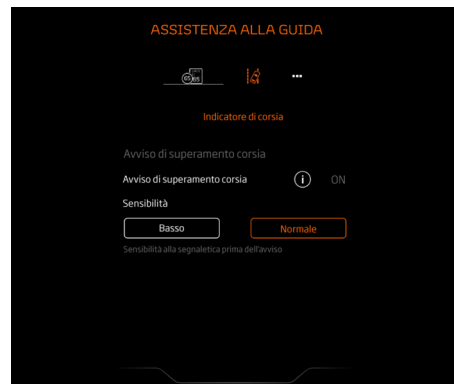 ASSISTENZA ALLA GUIDA
Indicatore di corsia
Avviso di superamento corsia
Avviso di superamento corsia i ON
Sensibilità
Basso Normale
Sensibilità alla segnaletica prima dell'avviso